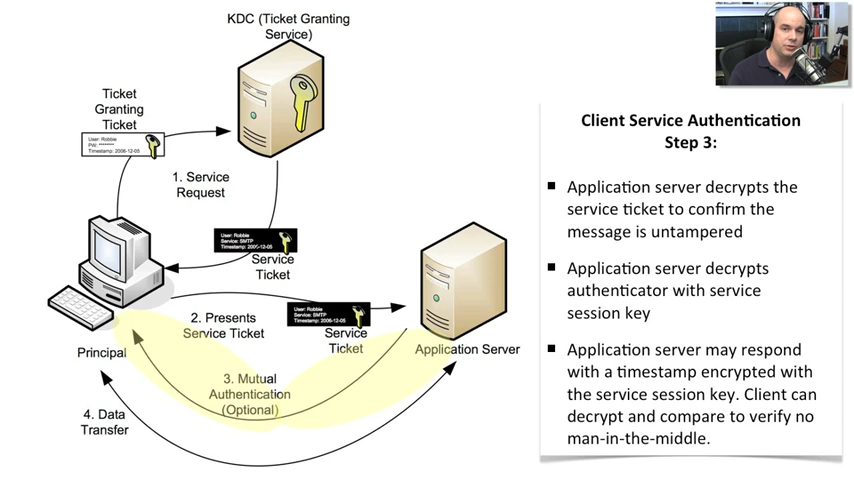 KDC (Ticket Granting
Service)
Ticket
Granting
Ticket
User: Robbie
PW: ********
Timestamp: 2006-12-05
1. Service
Request
User: Robbie
Service: SMTP
Timestamp: 2006-12-05
Service
Ticket
2. Presents
Service Ticket
User: Robbie
Service: SMTP
Timestamp: 2006-12-05
Service
Ticket
Principal
Application Server
3. Mutual
Authentication
(Optional)
4. Data
Transfer
Client Service Authentication
Step 3:
Application server decrypts the
service ticket to confirm the
message is untampered
Application server decrypts
authenticator with service
session key
Application server may respond
with a timestamp encrypted with
the service session key. Client can
decrypt and compare to verify no
man-in-the-middle.